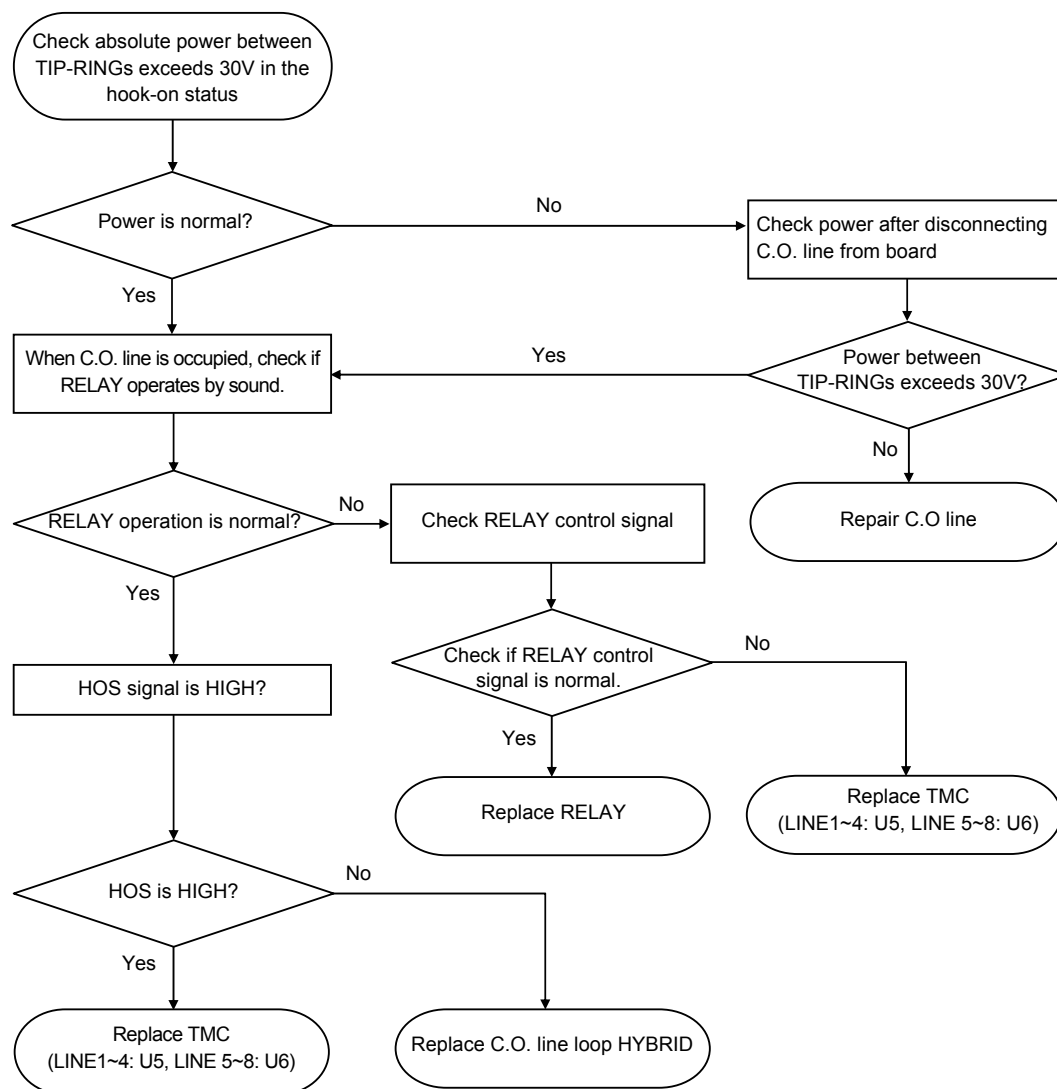 Check absolute power between
TIP-RINGs exceeds 30V in the
hook-on status
Power is normal?
No
Check power after disconnecting
C.O. line from board
Yes
When C.O. line is occupied, check if
RELAY operates by sound.
Yes
Power between
TIP-RINGs exceeds 30V?
No
Repair C.O line
RELAY operation is normal?
No
Check RELAY control signal
Yes
Check if RELAY control
signal is normal.
No
HOS signal is HIGH?
Yes
Replace RELAY
Replace TMC
(LINE1~4: U5, LINE 5~8: U6)
HOS is HIGH?
No
Yes
Replace TMC
(LINE1~4: U5, LINE 5~8: U6)
Replace C.O. line loop HYBRID